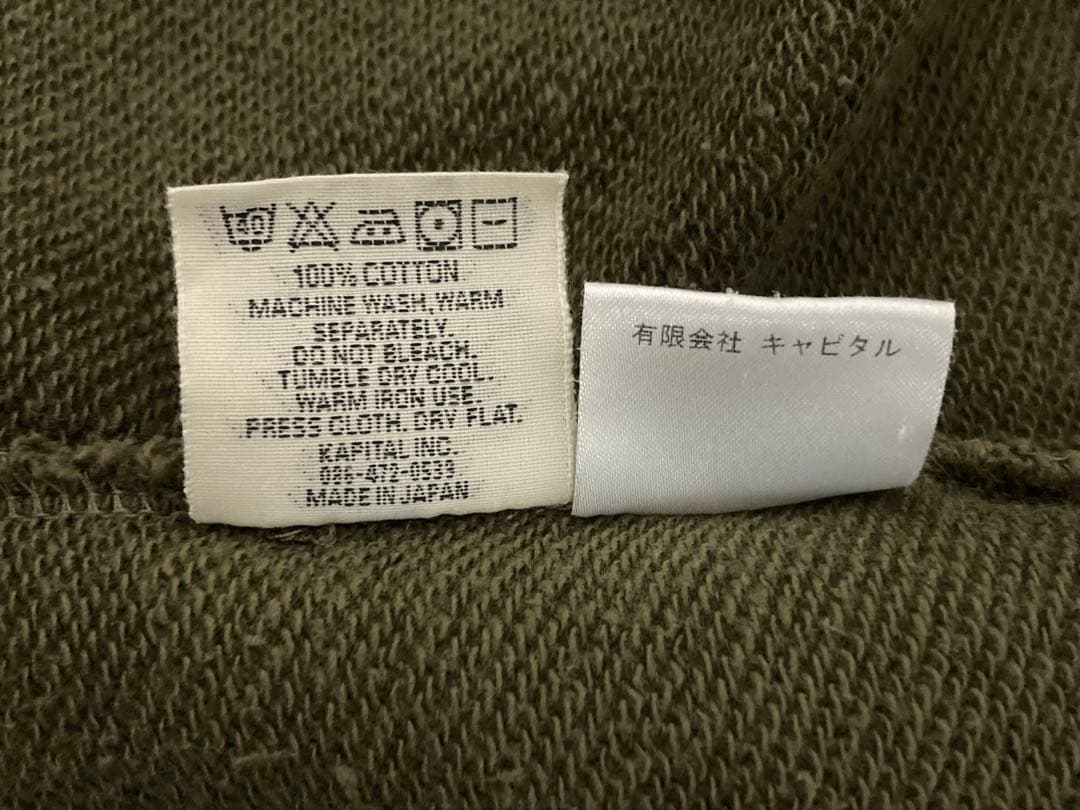 40
100% COTTON
MACHINE WASH, WARM
SEPARATELY.
DO NOT BLEACH.
TUMBLE DRY COOL.
WARM IRON USE.
PRESS CLOTH. DRY FLAT.
KAPITAL INC.
086-472-0539
MADE IN JAPAN
有限会社 キャピタル